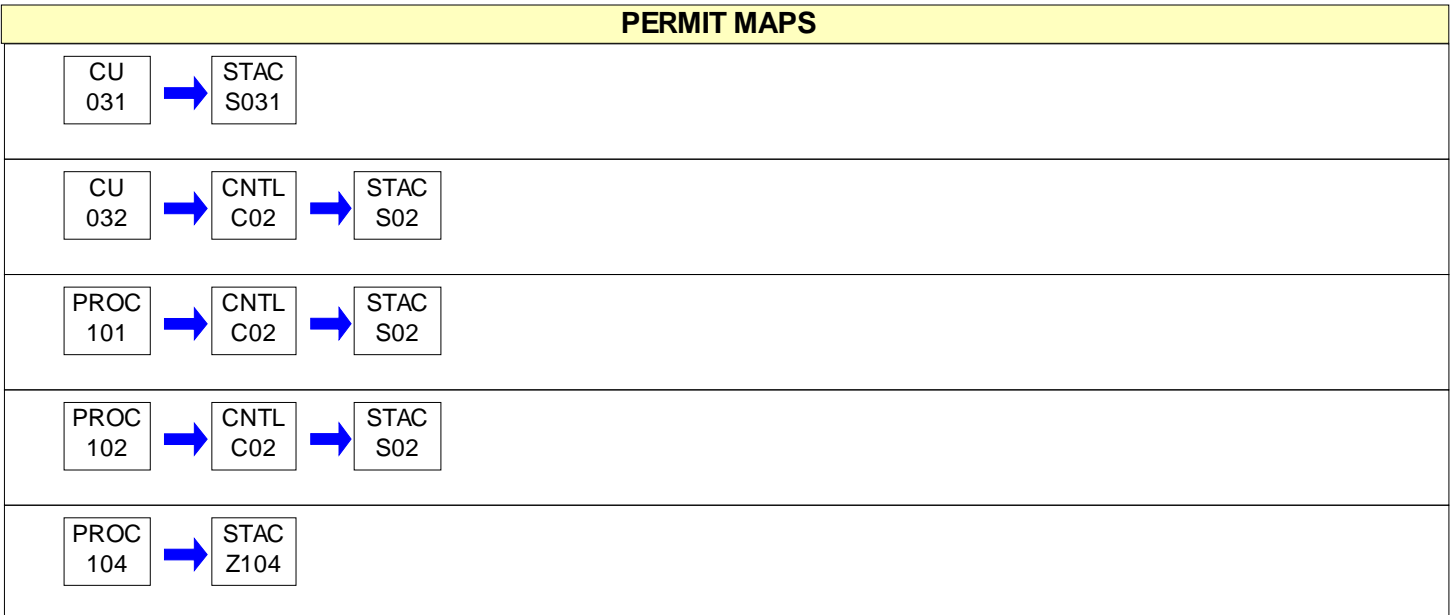 PERMIT MAPS
CU
031
STAC
S031
CU
032
CNTL
C02
STAC
S02
PROC
101
CNTL
C02
STAC
S02
PROC
102
CNTL
C02
STAC
S02
PROC
104
STAC
Z104